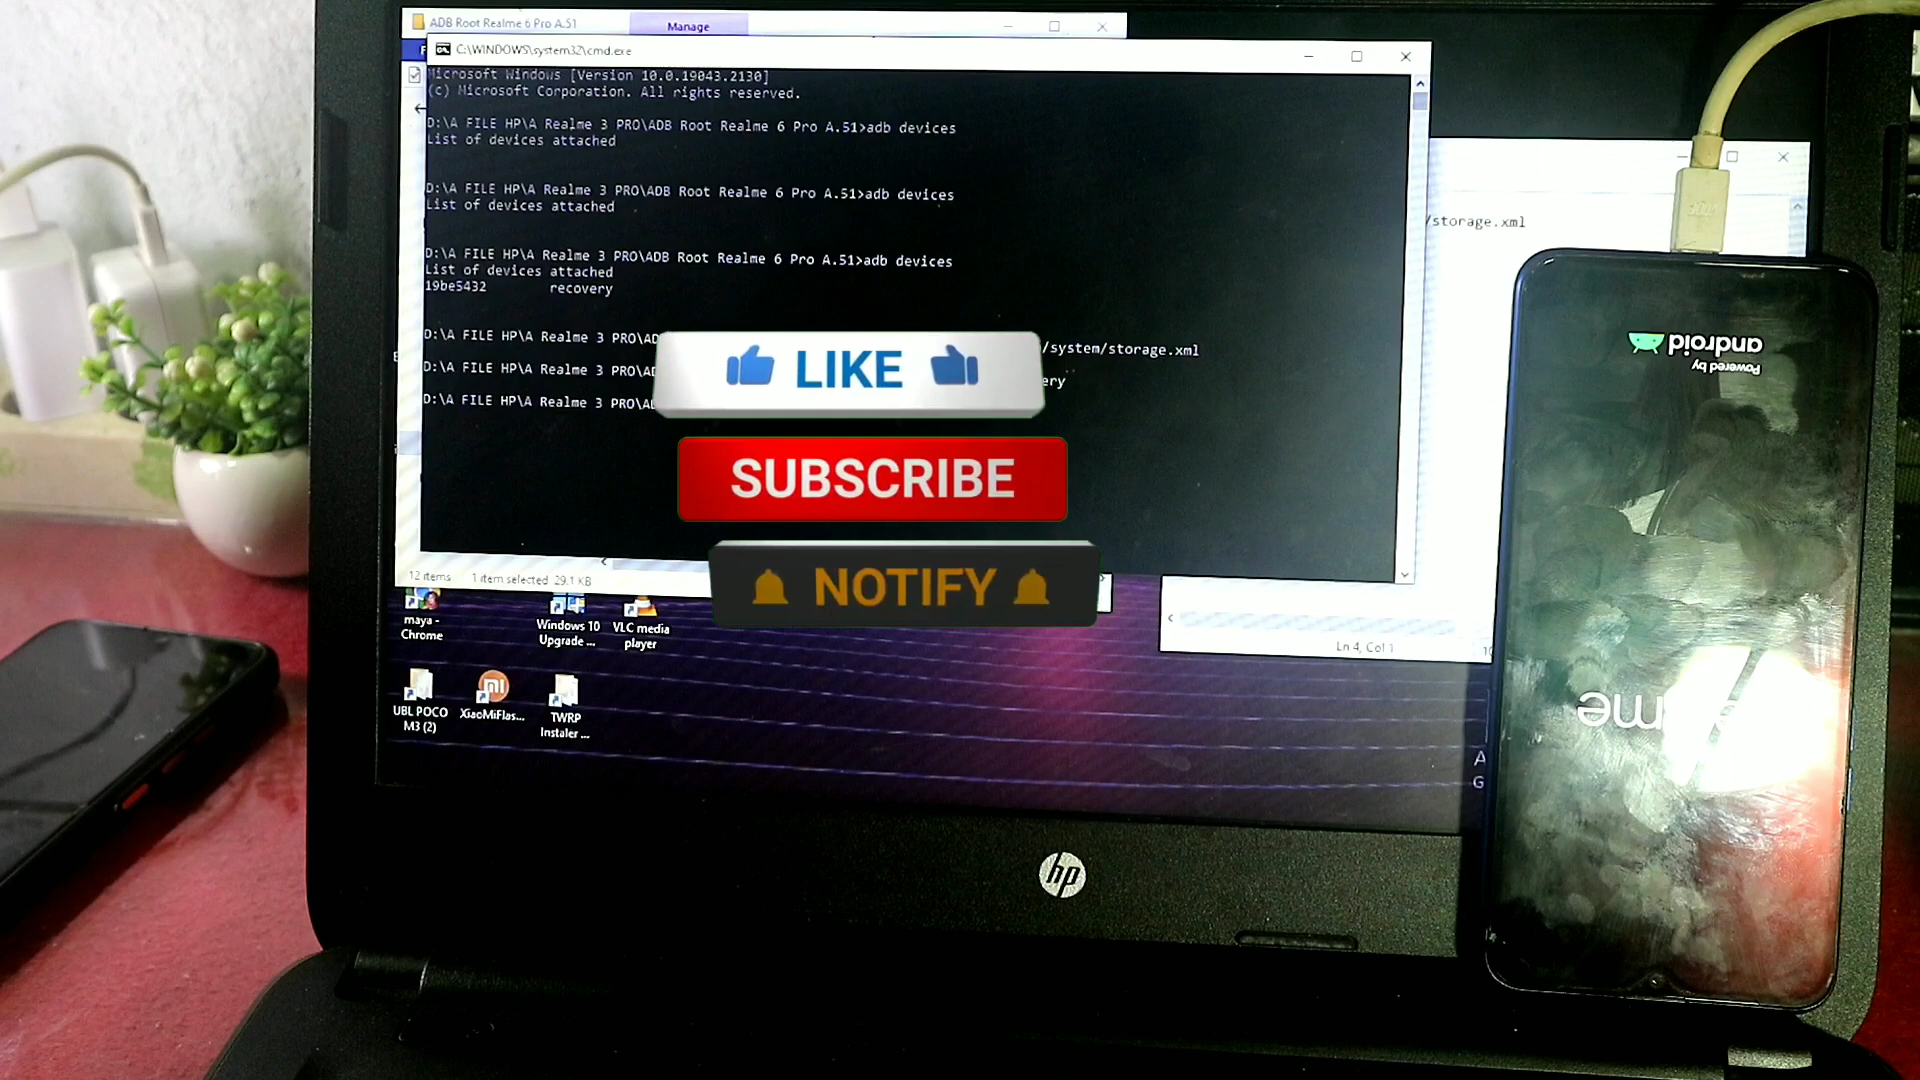 ADB Root Realme 6 Pro A.51
Manage
C:\WINDOWS\system32\cmd.exe
Microsoft Windows [Version 10.0.19043.2130]
(c) Microsoft Corporation. All rights reserved.
D:\A FILE HP\A Realme 3 PRO\ADB Root Realme 6 Pro A.51>adb devices
List of devices attached
D:\A FILE HP\A Realme 3 PRO\ADB Root Realme 6 Pro A.51>adb devices
List of devices attached
D:\A FILE HP\A Realme 3 PRO\ADB Root Realme 6 Pro A.51>adb devices
List of devices attached
19be5432 recovery
D:\A FILE HP\A Realme 3 PRO\AD /system/storage.xml
D:\A FILE HP\A Realme 3 PRO\AD ery
D:\A FILE HP\A Realme 3 PRO\AD
/storage.xml
LIKE
SUBSCRIBE
NOTIFY
12 items 1 item selected 29.1 KB
Ln 4, Col 1
maya -
Chrome
Windows 10
Upgrade ...
VLC media
player
UBL POCO
M3 (2)
XiaoMiFlas...
TWRP
Instaler ...
A
G
hp
Powered by
android
me